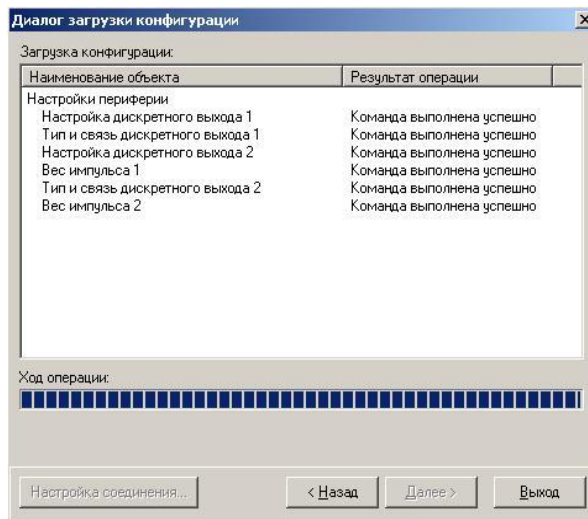 Диалог загрузки конфигурации
Загрузка конфигурации:
Наименование объекта Результат операции
Настройки периферии
Настройка дискретного выхода 1 Команда выполнена успешно
Тип и связь дискретного выхода 1 Команда выполнена успешно
Настройка дискретного выхода 2 Команда выполнена успешно
Вес импульса 1 Команда выполнена успешно
Тип и связь дискретного выхода 2 Команда выполнена успешно
Вес импульса 2 Команда выполнена успешно
Ход операции:
Настройка соединения... < Назад Далее > Выход